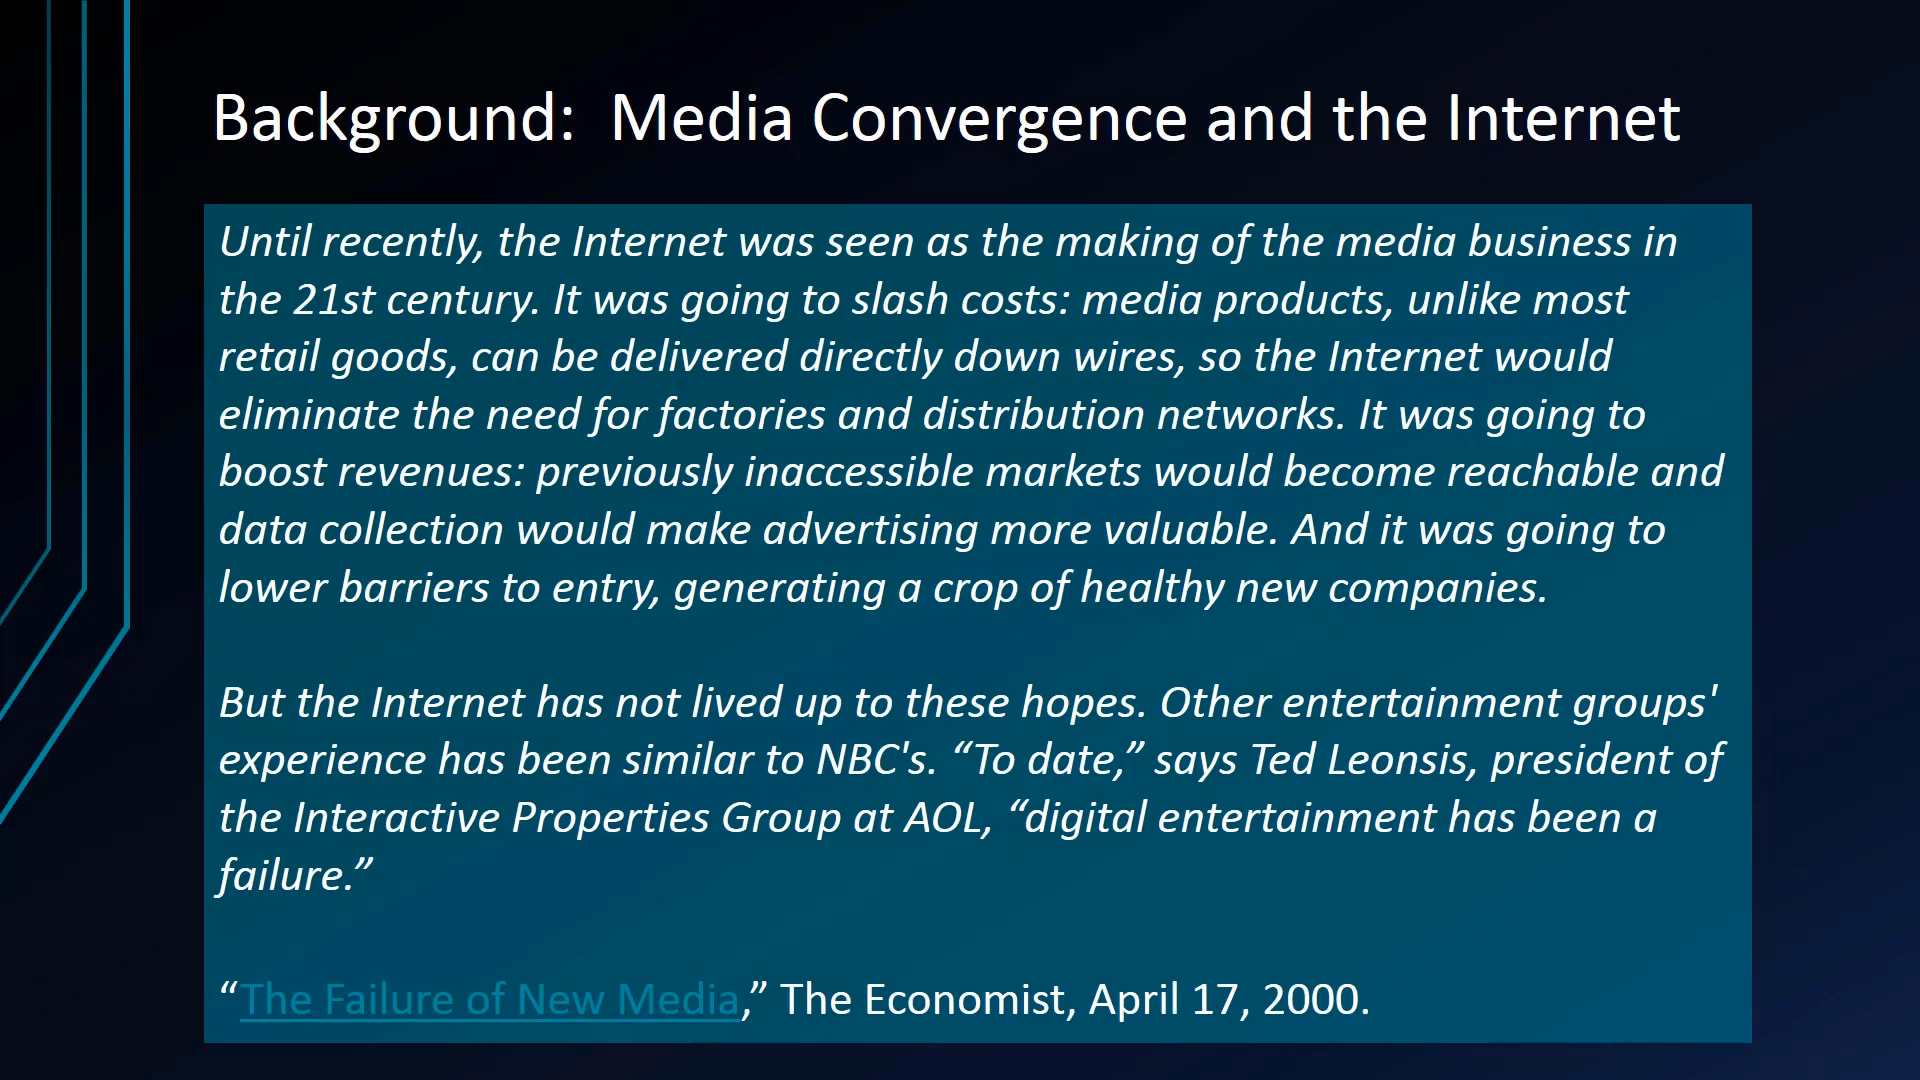 Background:  Media Convergence and the Internet
Until recently, the Internet was seen as the making of the media business in
the 21st century. It was going to slash costs: media products, unlike most
retail goods, can be delivered directly down wires, so the Internet would
eliminate the need for factories and distribution networks. It was going to
boost revenues: previously inaccessible markets would become reachable and
data collection would make advertising more valuable. And it was going to
lower barriers to entry, generating a crop of healthy new companies.
But the Internet has not lived up to these hopes. Other entertainment groups'
experience has been similar to NBC's. “To date,” says Ted Leonsis, president of
the Interactive Properties Group at AOL, “digital entertainment has been a
failure.”
“The Failure of New Media,” The Economist, April 17, 2000.